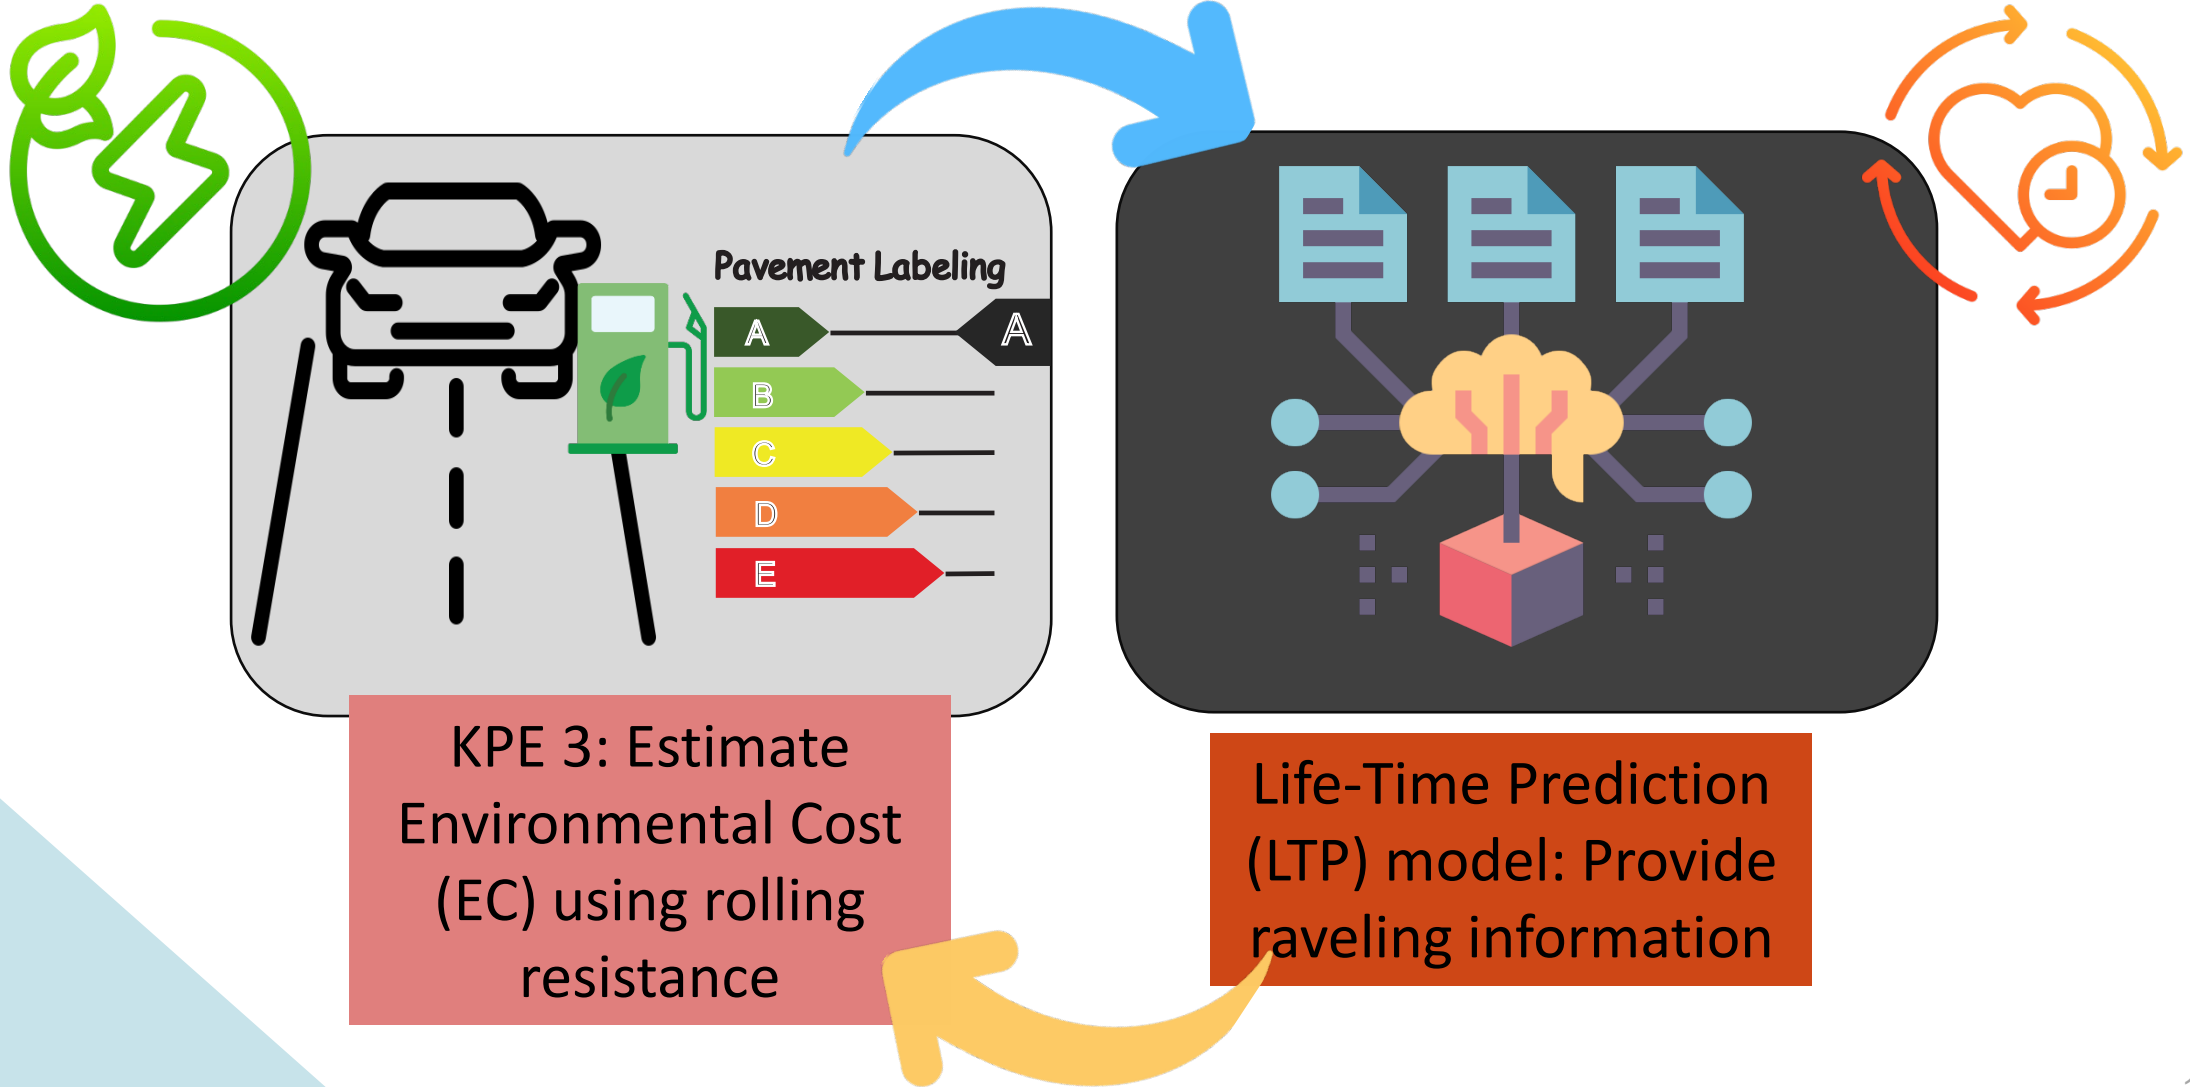 Pavement Labeling
A
A
B
C
D
E
KPE 3: Estimate
Environmental Cost
(EC) using rolling
resistance
Life-Time Prediction
(LTP) model: Provide
raveling information